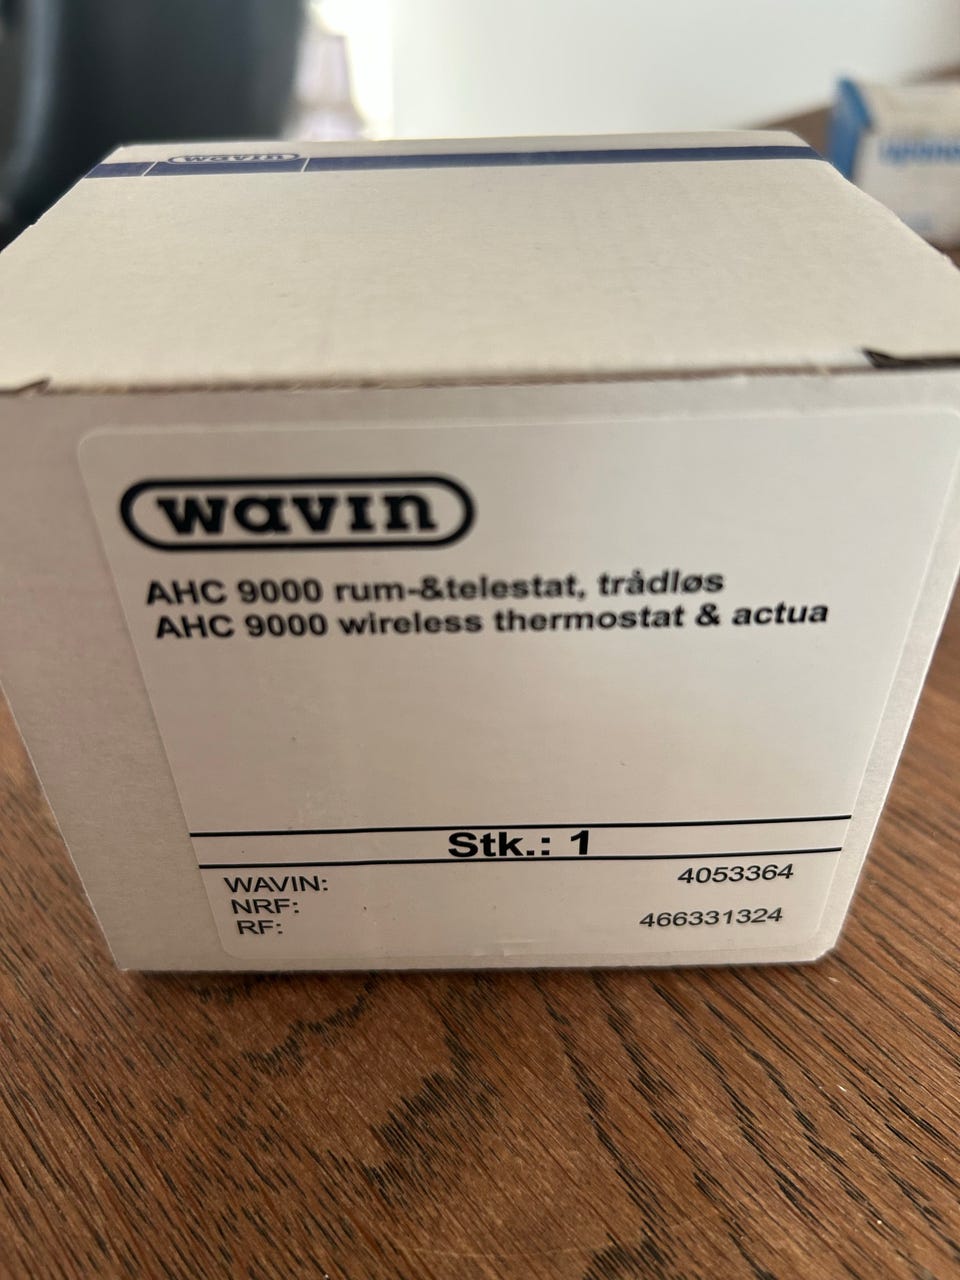 wavin
wavin
AHC 9000 rum-&telestat, trådløs
AHC 9000 wireless thermostat & actua
Stk.: 1
WAVIN: 4053364
NRF:
RF: 466331324